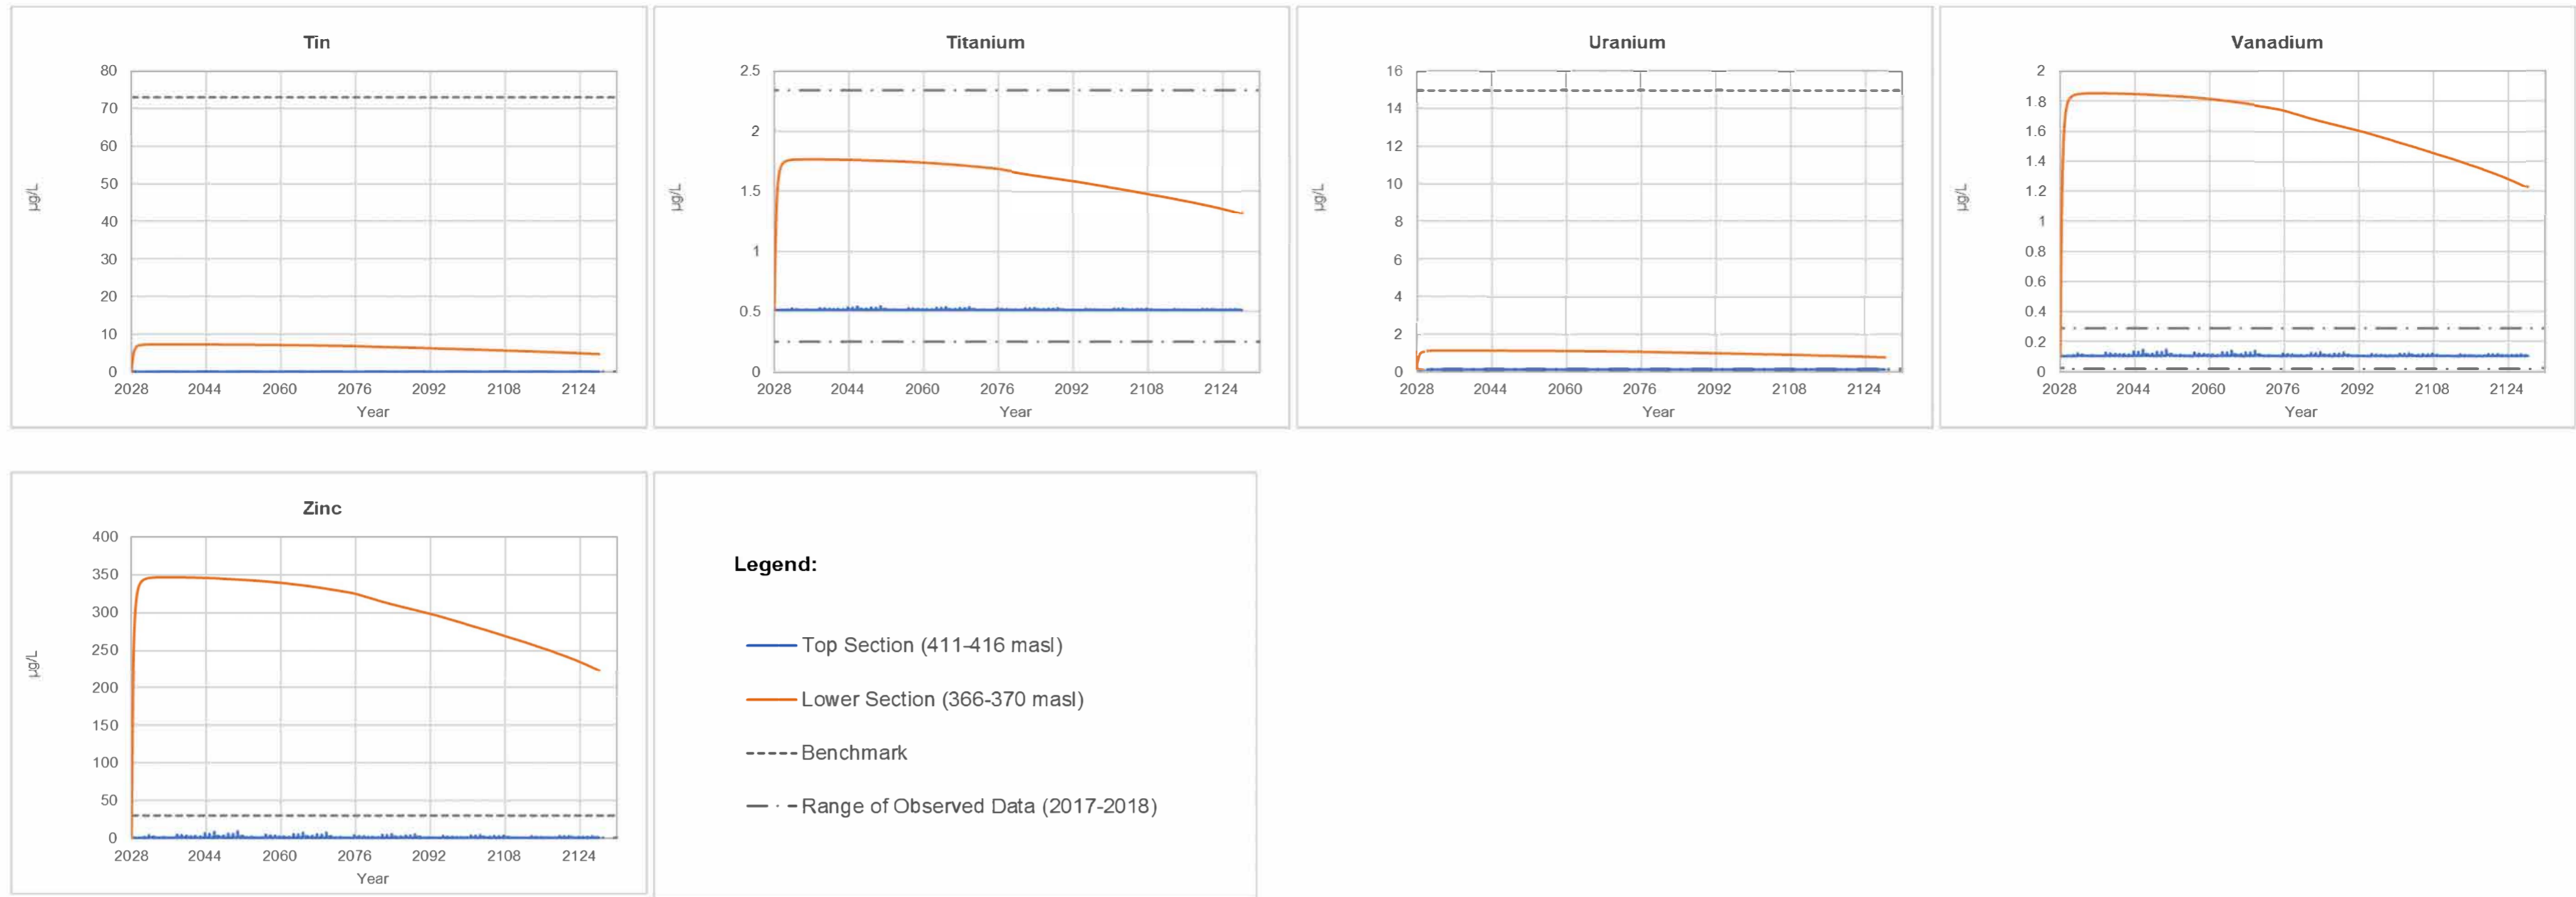 Tin
80
70
60
50
40
30
20
10
0
µg/L
2028 2044 2060 2076 2092 2108 2124
Year
Titanium
2.5
2
1.5
1
0.5
0
µg/L
2028 2044 2060 2076 2092 2108 2124
Year
Uranium
16
14
12
10
8
6
4
2
0
µg/L
2028 2044 2060 2076 2092 2108 2124
Year
Vanadium
2
1.8
1.6
1.4
1.2
1
0.8
0.6
0.4
0.2
0
µg/L
2028 2044 2060 2076 2092 2108 2124
Year
Zinc
400
350
300
250
200
150
100
50
0
µg/L
2028 2044 2060 2076 2092 2108 2124
Year
Legend:
Top Section (411-416 masl)
Lower Section (366-370 masl)
Benchmark
Range of Observed Data (2017-2018)